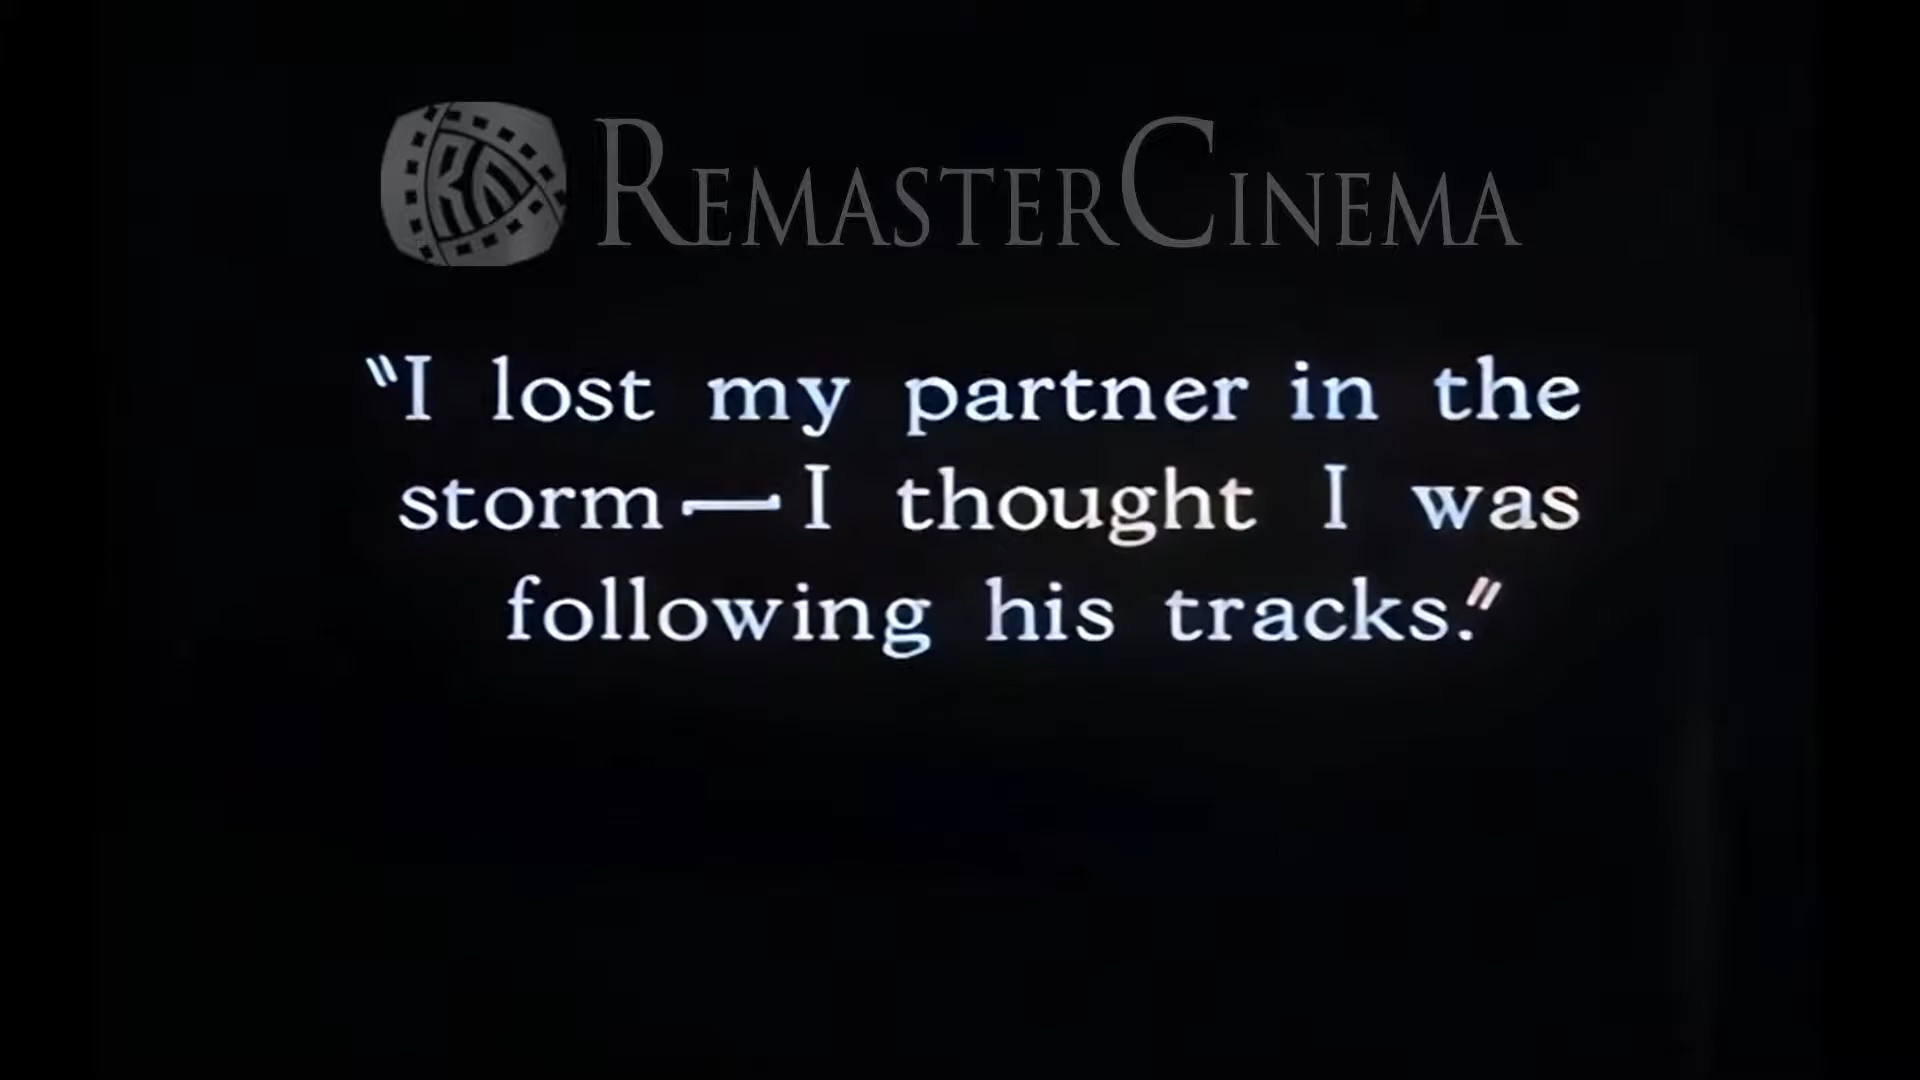 REMASTERCINEMA
"I lost my partner in the
storm—I thought I was
following his tracks."